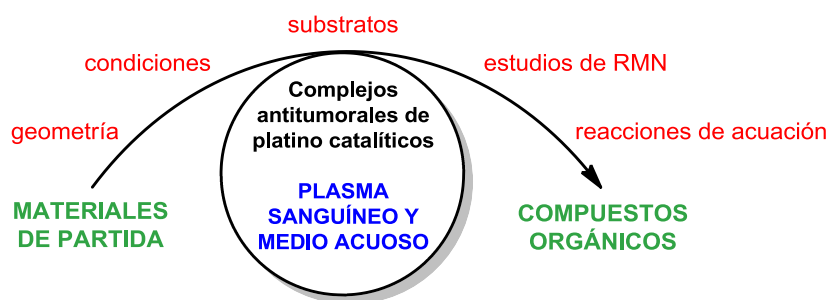 substratos
condiciones
estudios de RMN
geometría
reacciones de acuación
Complejos
antitumorales de
platino catalíticos
PLASMA
SANGUÍNEO Y
MEDIO ACUOSO
MATERIALES
DE PARTIDA
COMPUESTOS
ORGÁNICOS